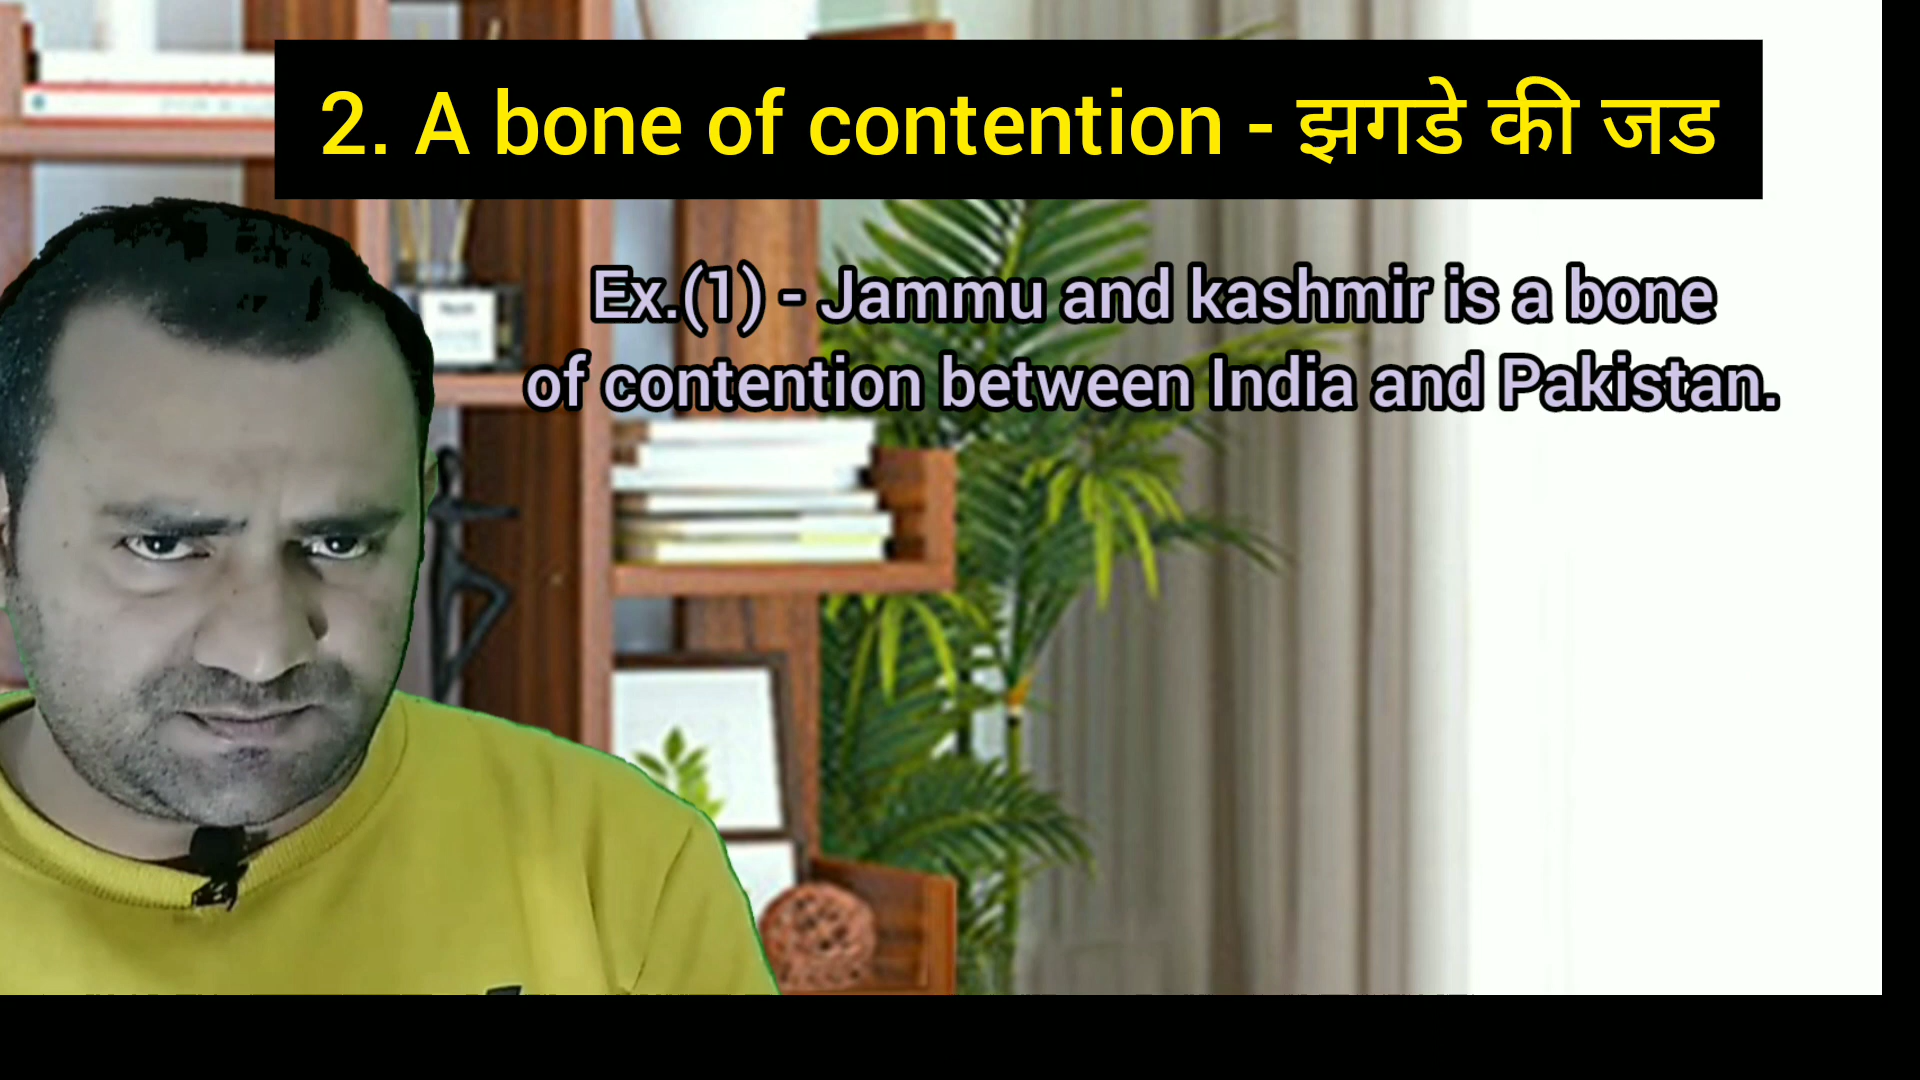 2. A bone of contention - झगडे की जड
Ex.(1) - Jammu and kashmir is a bone
of contention between India and Pakistan.